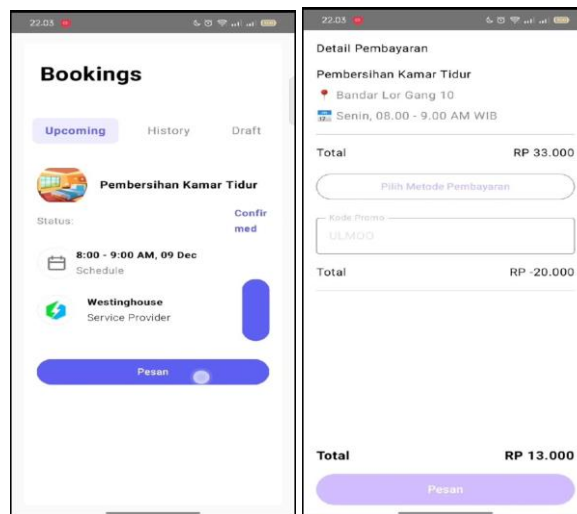 22.03
Bookings
Upcoming History Draft
Pembersihan Kamar Tidur
Status:
Confir
med
8:00 - 9:00 AM, 09 Dec
Schedule
Westinghouse
Service Provider
Pesan
22.03
Detail Pembayaran
Pembersihan Kamar Tidur
Bandar Lor Gang 10
Senin, 08.00 - 9.00 AM WIB
Total RP 33.000
Pilih Metode Pembayaran
Kode Promo
ULMOO
Total RP -20.000
Total RP 13.000
Pesan